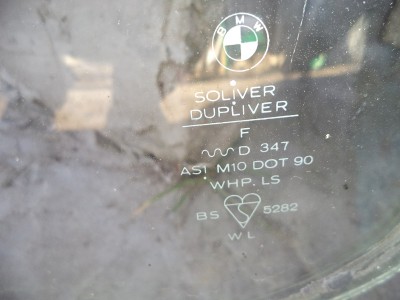 BMW
SOLIVER
DUPLIVER
F
D 347
AS1 M10 DOT 90
WHP. LS
BS S 5282
WL